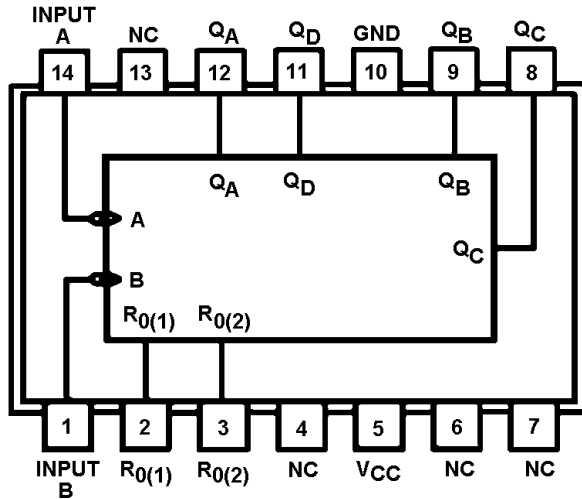 INPUT
A NC QA QD GND QB QC
14 13 12 11 10 9 8
QA QD QB
A
QC
B
R0(1) R0(2)
1 2 3 4 5 6 7
INPUT
B R0(1) R0(2) NC VCC NC NC